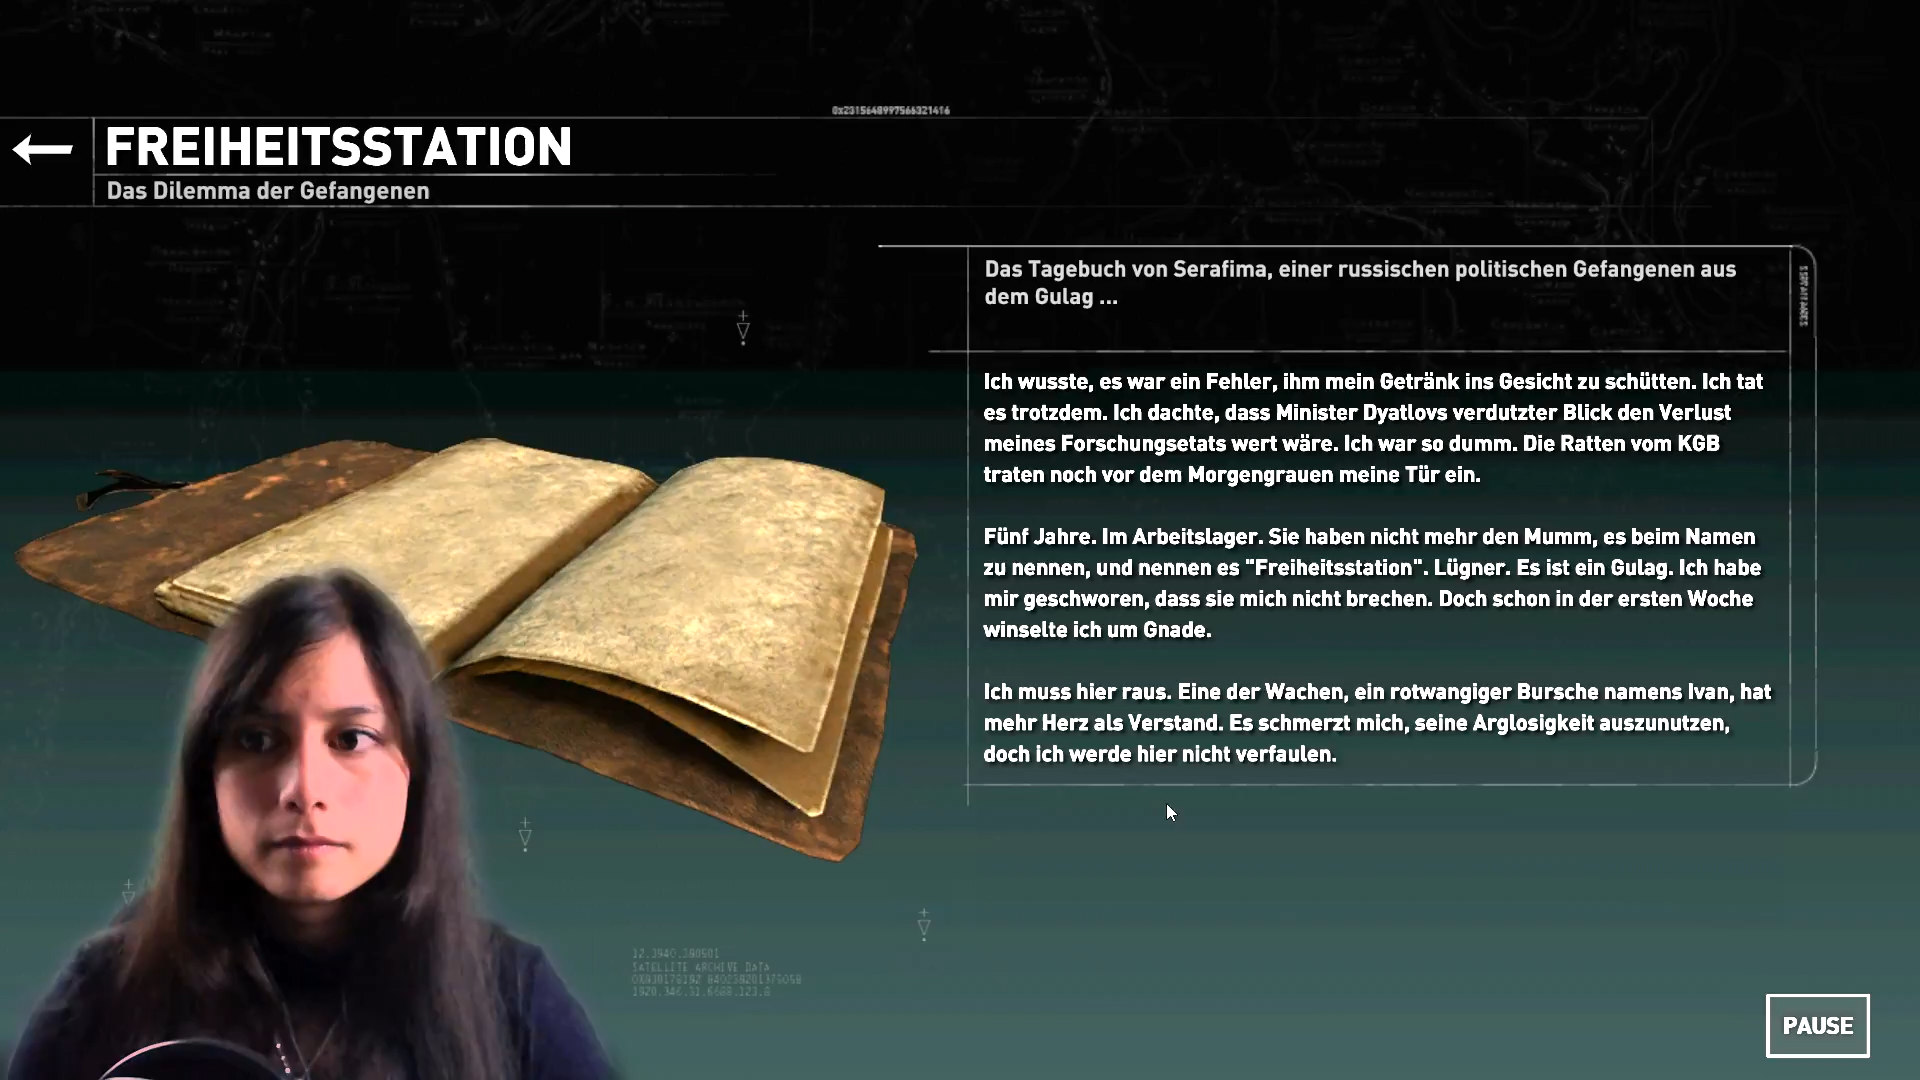 0x2315648997566321416
FREIHEITSSTATION
Das Dilemma der Gefangenen
Das Tagebuch von Serafima, einer russischen politischen Gefangenen aus
dem Gulag ...
Ich wusste, es war ein Fehler, ihm mein Getränk ins Gesicht zu schütten. Ich tat
es trotzdem. Ich dachte, dass Minister Dyatlovs verdutzter Blick den Verlust
meines Forschungsetats wert wäre. Ich war so dumm. Die Ratten vom KGB
traten noch vor dem Morgengrauen meine Tür ein.
Fünf Jahre. Im Arbeitslager. Sie haben nicht mehr den Mumm, es beim Namen
zu nennen, und nennen es "Freiheitsstation". Lügner. Es ist ein Gulag. Ich habe
mir geschworen, dass sie mich nicht brechen. Doch schon in der ersten Woche
winselte ich um Gnade.
Ich muss hier raus. Eine der Wachen, ein rotwangiger Bursche namens Ivan, hat
mehr Herz als Verstand. Es schmerzt mich, seine Arglosigkeit auszunutzen,
doch ich werde hier nicht verfaulen.
SATELLITE ARCHIVE DATA
PAUSE